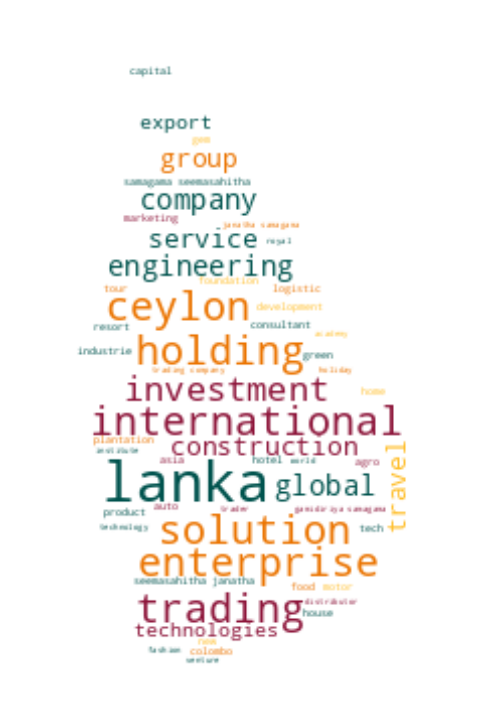 capital
export
gem
group
samagama seemasahitha
company
marketing
janatha samagama
service royal
engineering
foundation
tour logistic
ceylon development
resort consultant
academy
holding
industrie green
trading company holiday
investment home
international
plantation construction
institute
asia hotel world agro
lanka global travel
product auto trader gamidiriya samagama
technology solution tech
enterprise
seemasahitha janatha
food motor
trading distributor
house
technologies
new
fashion colombo
venture